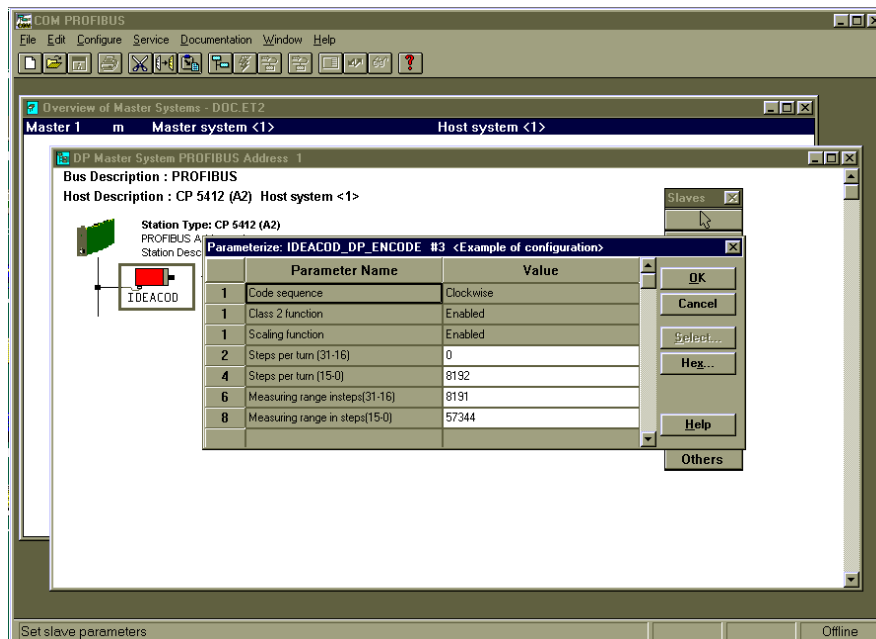 COM PROFIBUS
File Edit Configure Service Documentation Window Help
Overview of Master Systems - DOC.ET2
Master 1 m Master system <1> Host system <1>
DP Master System PROFIBUS Address 1
Bus Description : PROFIBUS
Host Description : CP 5412 (A2) Host system <1>
Slaves
Station Type: CP 5412 (A2)
PROFIBUS A
Station Desc
IDEACOD
Parameterize: IDEACOD_DP_ENCODE #3 <Example of configuration>
Parameter Name Value
1 Code sequence Clockwise
1 Class 2 function Enabled
1 Scaling function Enabled
2 Steps per turn (31-16) 0
4 Steps per turn (15-0) 8192
6 Measuring range insteps(31-16) 8191
8 Measuring range in steps(15-0) 57344
OK
Cancel
Select...
Hex...
Help
Others
Set slave parameters Offline